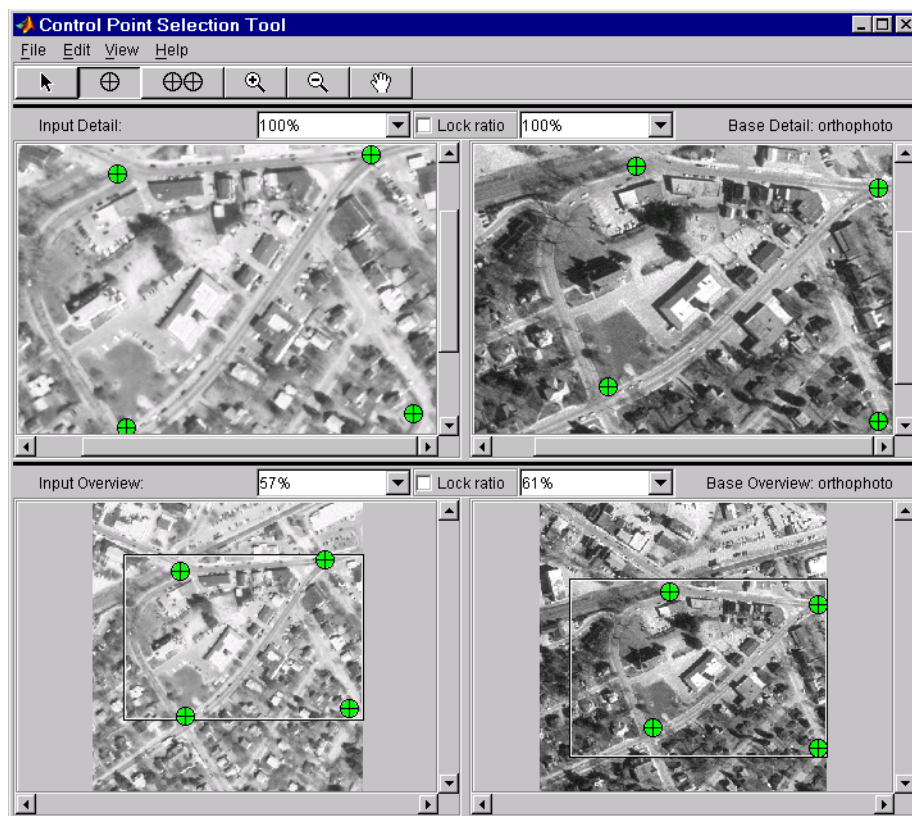 Control Point Selection Tool
File Edit View Help
Input Detail: 100% Lock ratio 100% Base Detail: orthophoto
Input Overview: 57% Lock ratio 61% Base Overview: orthophoto